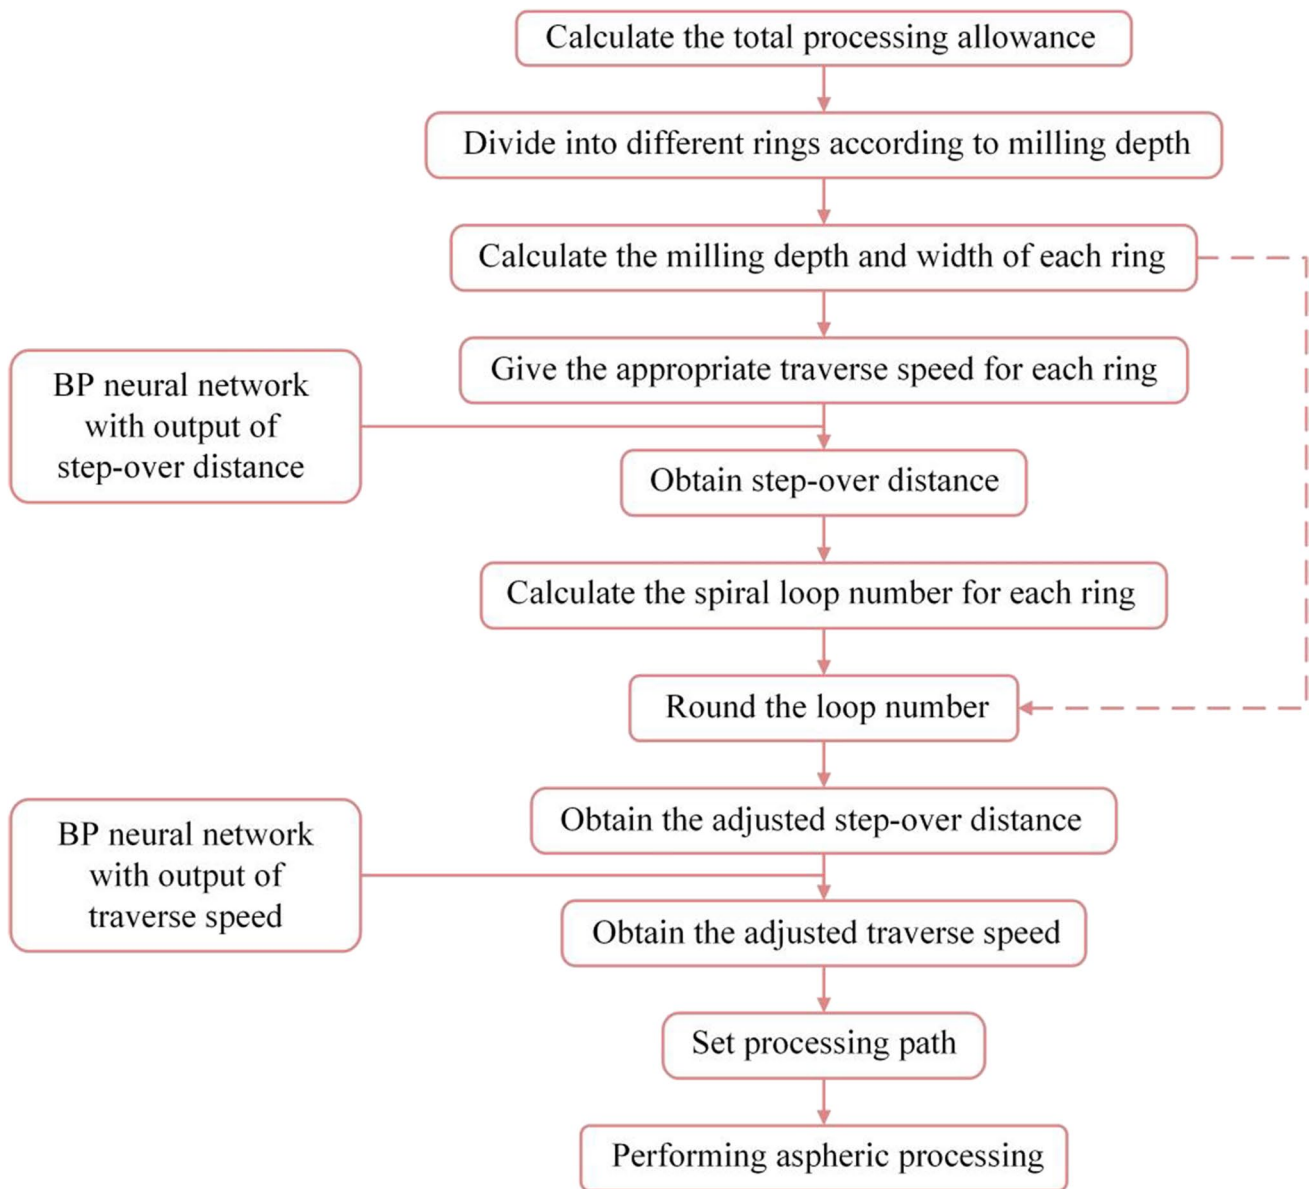 Calculate the total processing allowance
Divide into different rings according to milling depth
Calculate the milling depth and width of each ring
Give the appropriate traverse speed for each ring
BP neural network
with output of
step-over distance
Obtain step-over distance
Calculate the spiral loop number for each ring
Round the loop number
Obtain the adjusted step-over distance
BP neural network
with output of
traverse speed
Obtain the adjusted traverse speed
Set processing path
Performing aspheric processing